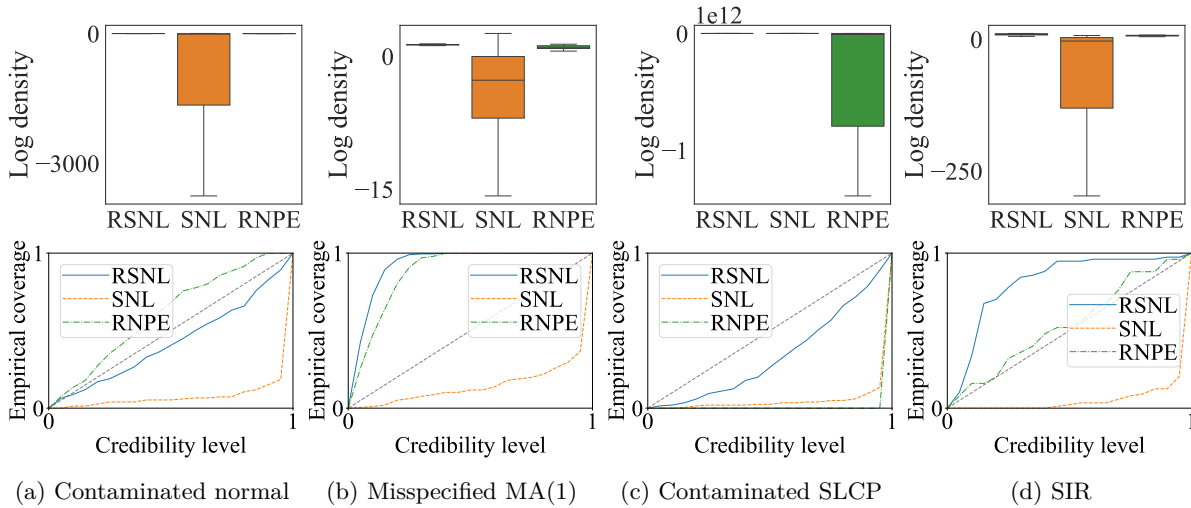 0
−3000
Log density
RSNL SNL RNPE
0
−15
Log density
RSNL SNL RNPE
1e12
0
−1
Log density
RSNL SNL RNPE
0
−250
Log density
RSNL SNL RNPE
1
0
Empirical coverage
RSNL
SNL
RNPE
0 1
Credibility level
1
0
Empirical coverage
RSNL
SNL
RNPE
0 1
Credibility level
1
0
Empirical coverage
RSNL
SNL
RNPE
0 1
Credibility level
1
0
Empirical coverage
RSNL
SNL
RNPE
0 1
Credibility level
(a) Contaminated normal
(b) Misspecified MA(1)
(c) Contaminated SLCP
(d) SIR